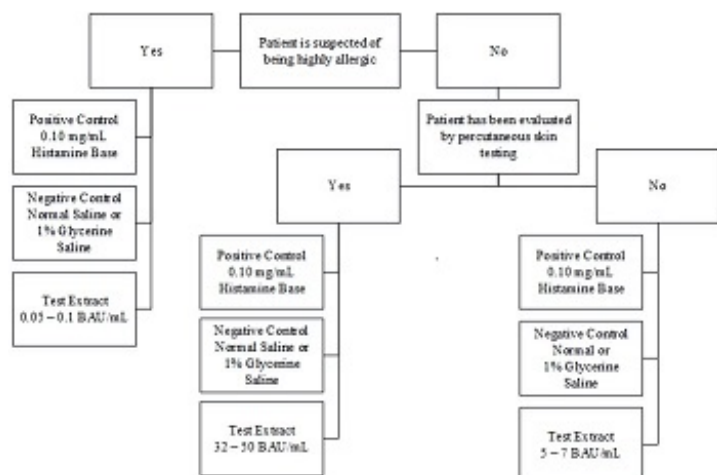 Yes
Patient is suspected of
being highly allergic
No
Positive Control
0.10 mg/mL
Histamine Base
Negative Control
Normal Saline or
1% Glycerine
Saline
Test Extract
0.05 – 0.1 BAU/mL
Patient has been evaluated
by percutaneous skin
testing
Yes
No
Positive Control
0.10 mg/mL
Histamine Base
Negative Control
Normal Saline or
1% Glycerine
Saline
Test Extract
32 – 50 BAU/mL
Positive Control
0.10 mg/mL
Histamine Base
Negative Control
Normal or
1% Glycerine
Saline
Test Extract
5 – 7 BAU/mL